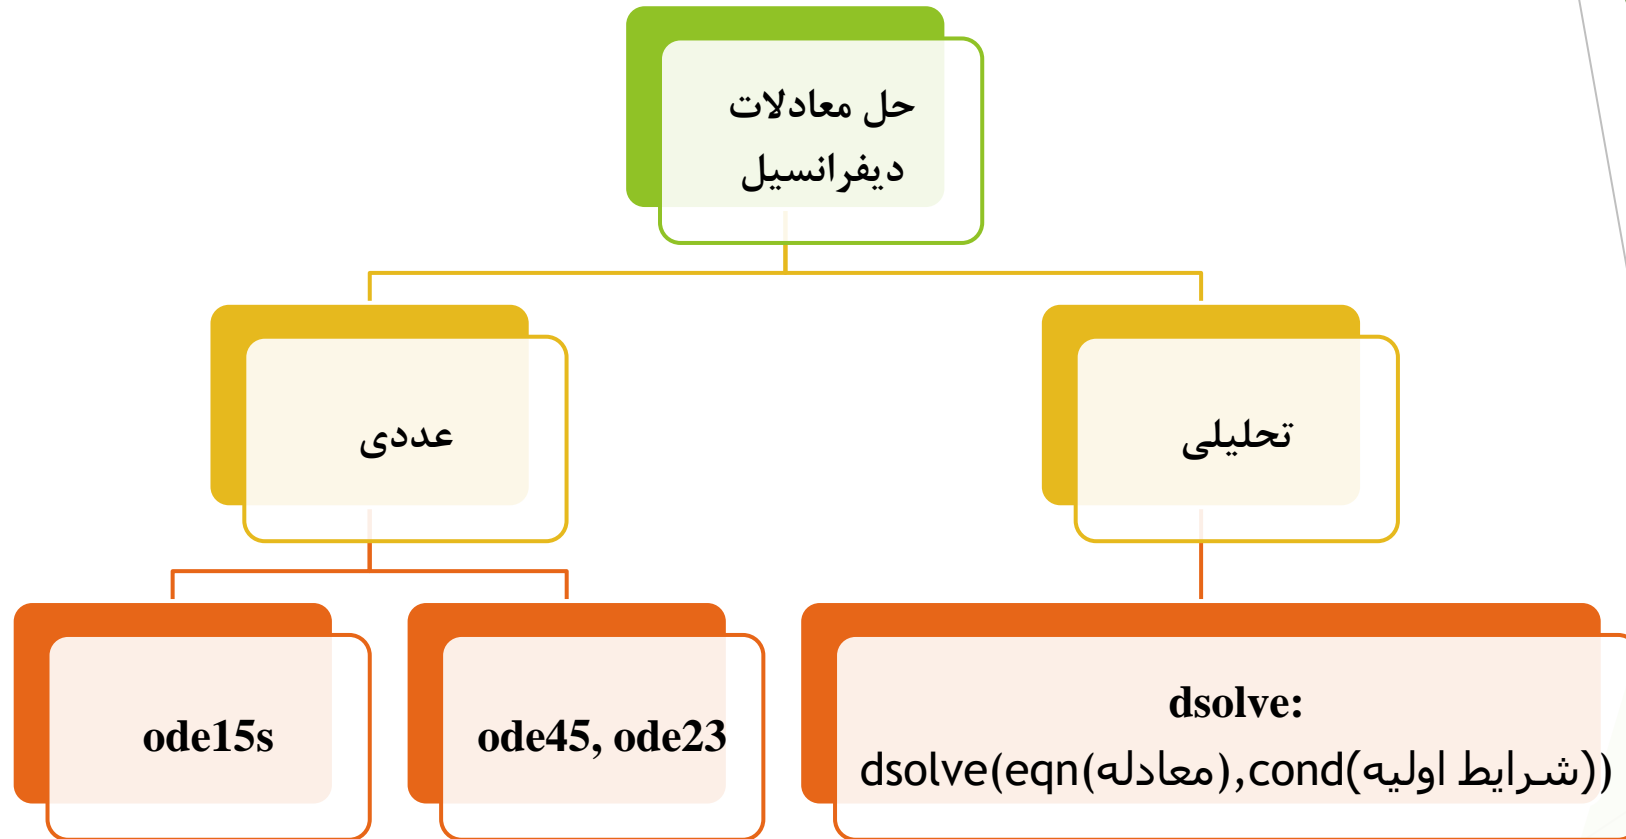 حل معادلات
دیفرانسیل
تحلیلی
عددی
dsolve:
dsolve(eqn(معادله),cond(شرایط اولیه))
ode45, ode23
ode15s